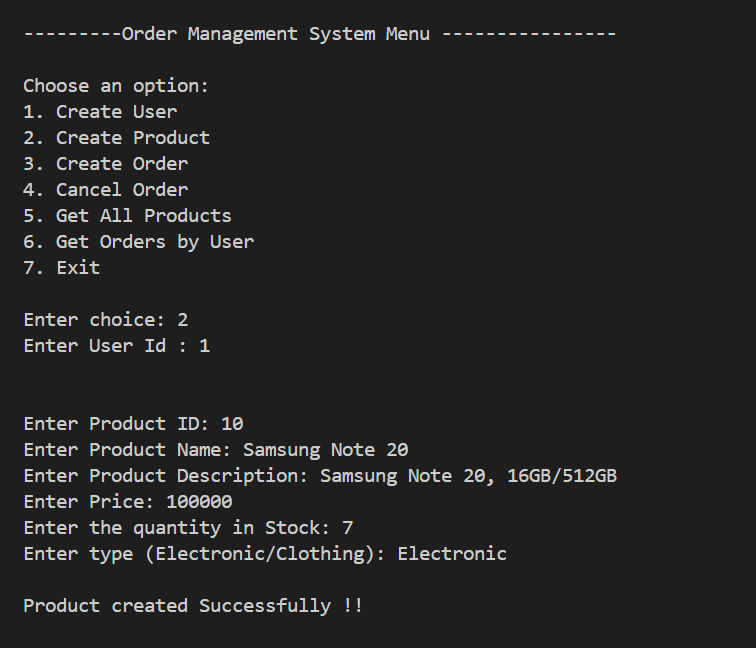 ---------Order Management System Menu ----------------
Choose an option:
1. Create User
2. Create Product
3. Create Order
4. Cancel Order
5. Get All Products
6. Get Orders by User
7. Exit
Enter choice: 2
Enter User Id : 1
Enter Product ID: 10
Enter Product Name: Samsung Note 20
Enter Product Description: Samsung Note 20, 16GB/512GB
Enter Price: 100000
Enter the quantity in Stock: 7
Enter type (Electronic/Clothing): Electronic
Product created Successfully !!